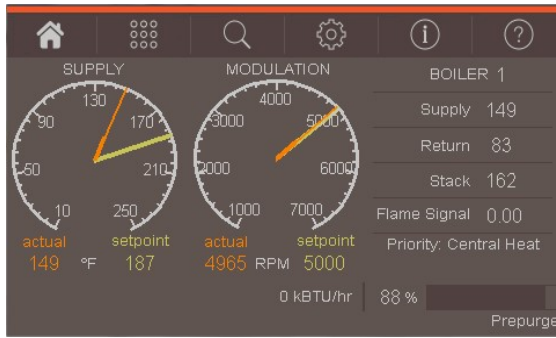 SUPPLY
10
50
90
130
170
210
250
actual
149 °F
setpoint
187
MODULATION
1000
2000
3000
4000
5000
6000
7000
actual
4965 RPM
setpoint
5000
BOILER 1
Supply 149
Return 83
Stack 162
Flame Signal 0.00
Priority: Central Heat
0 kBTU/hr
88 %
Prepurge
i
?